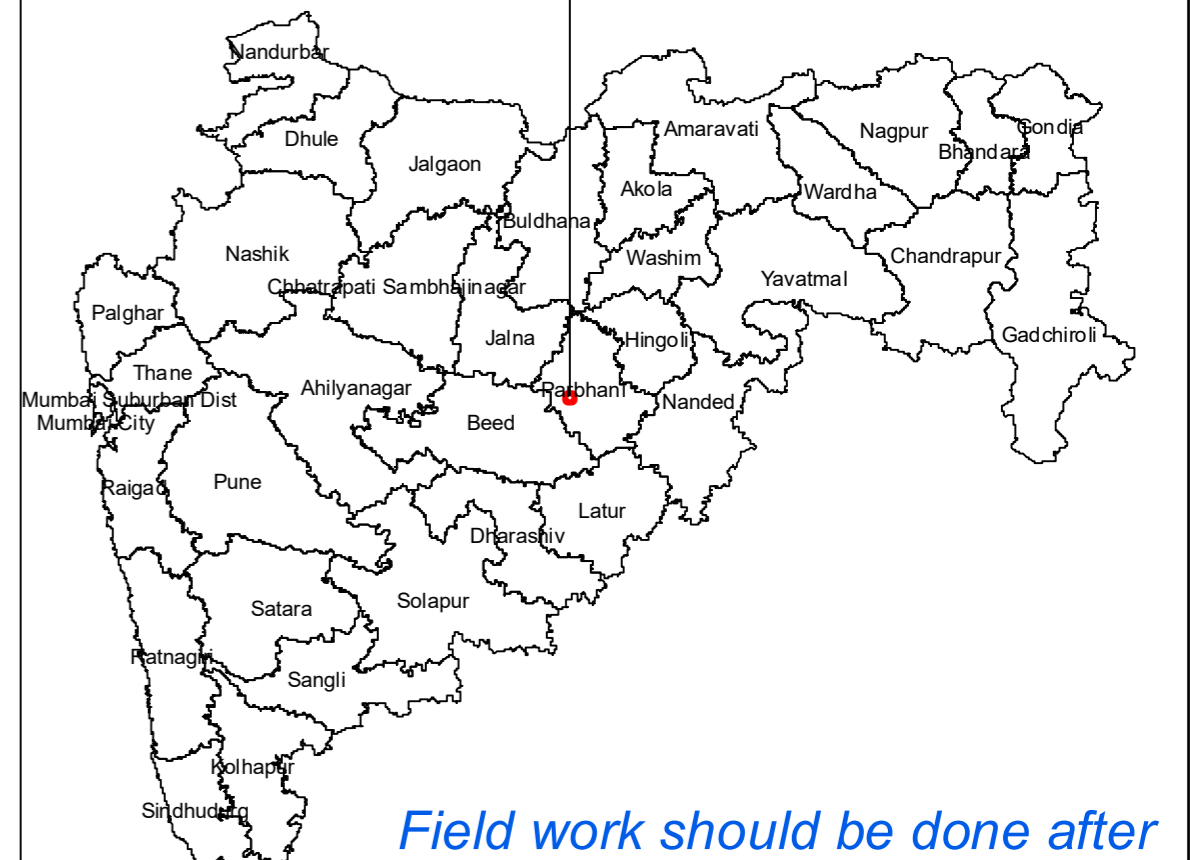 Nandurbar
Dhule
Jalgaon
Amaravati
Nagpur
Gondia
Bhandara
Akola
Wardha
Buldhana
Nashik
Washim
Chandrapur
Yavatmal
Chhatrapati Sambhajinagar
Palghar
Jalna
Hingoli
Gadchiroli
Thane
Ahilyanagar
Parbhani
Mumbai Suburban Dist
Nanded
Mumbai City
Beed
Raigad
Pune
Latur
Dharashiv
Satara
Solapur
Ratnagiri
Sangli
Kolhapur
Sindhudurg
Field work should be done after